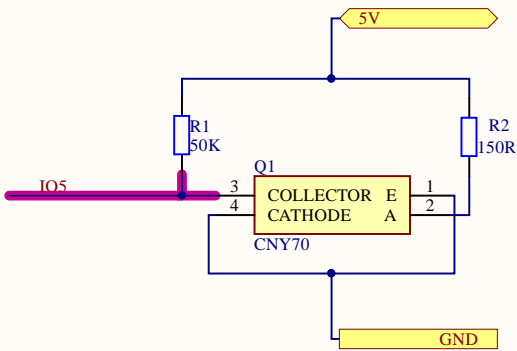 5V
R1
50K
R2
150R
IO5
Q1
3 COLLECTOR E 1
4 CATHODE A 2
CNY70
GND